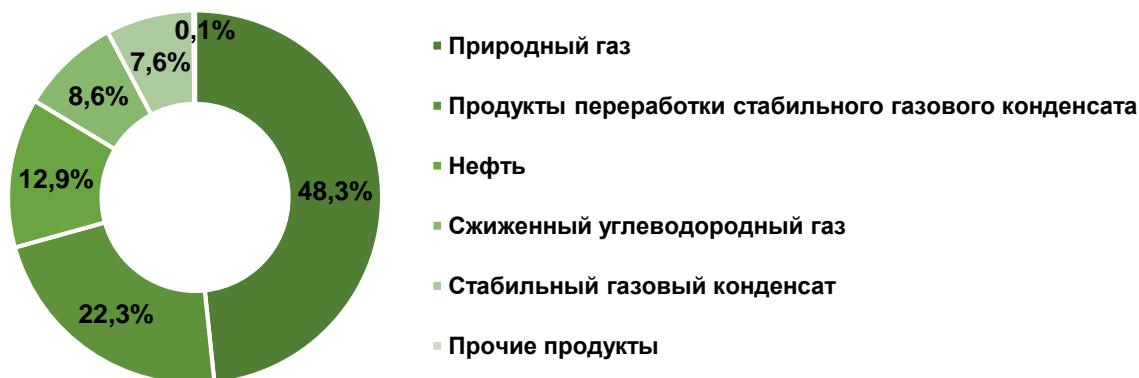 0,1%
7,6%
8,6%
12,9%
48,3%
22,3%
Природный газ
Продукты переработки стабильного газового конденсата
Нефть
Сжиженный углеводородный газ
Стабильный газовый конденсат
Прочие продукты